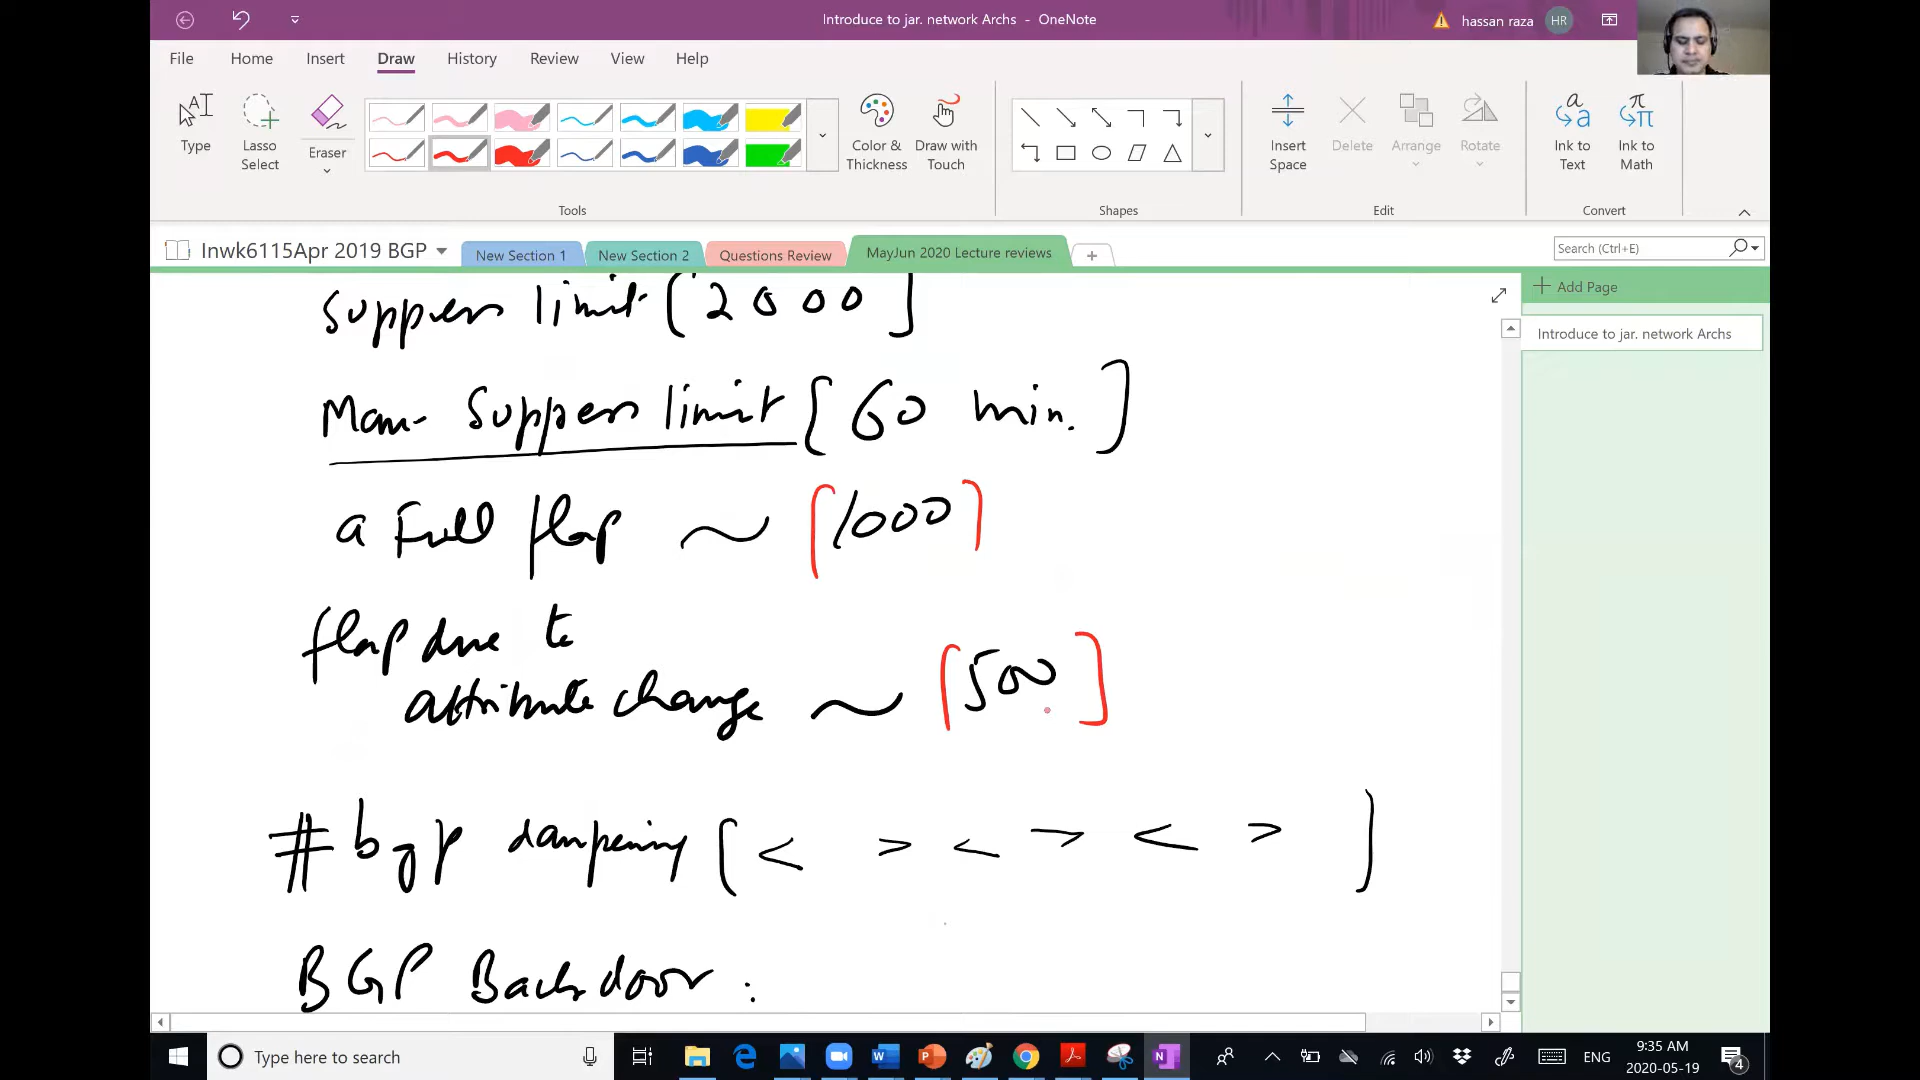 Introduce to jar. network Archs - OneNote
hassan raza HR
File Home Insert Draw History Review View Help
Type
Lasso Select
Eraser
Color & Thickness
Draw with Touch
Insert Space
Delete
Arrange
Rotate
Ink to Text
Ink to Math
Tools Shapes Edit Convert
Inwk6115Apr 2019 BGP New Section 1 New Section 2 Questions Review MayJun 2020 Lecture reviews +
Search (Ctrl+E)
Add Page
Introduce to jar. network Archs
suppress limit [2000]
Max- Suppress limit [60 min.]
a Full flap ~ [1000]
flap due to
attribute change ~ [500]
# bgp dampening [< > < > < >]
BGP Backdoor :
Type here to search
ENG
9:35 AM
2020-05-19
4